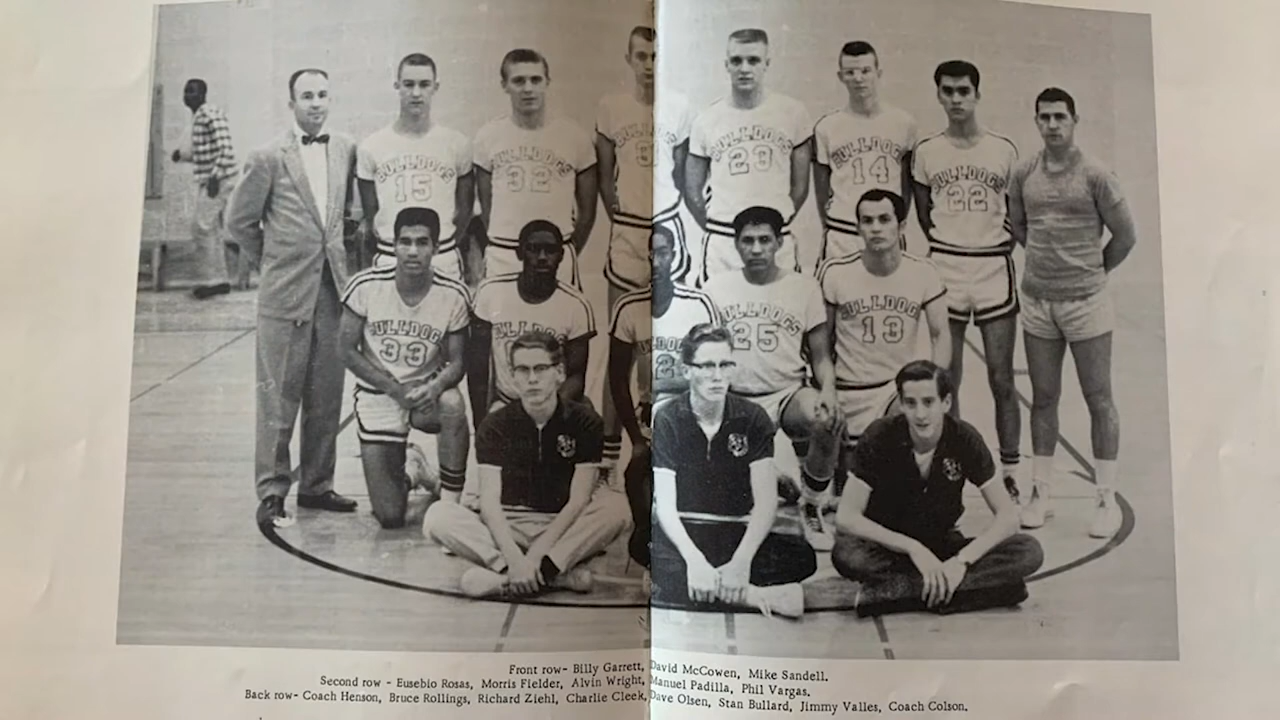 BULLDOGS BULLDOGS BULLDOGS BULLDOGS BULLDOGS
15 32 23 14 22
BULLDOGS BULLDOGS BULLDOGS
33 25 13
Front row- Billy Garrett, David McCowen, Mike Sandell.
Second row - Eusebio Rosas, Morris Fielder, Alvin Wright, Manuel Padilla, Phil Vargas.
Back row- Coach Henson, Bruce Rollings, Richard Ziehl, Charlie Cleek, Dave Olsen, Stan Bullard, Jimmy Valles, Coach Colson.